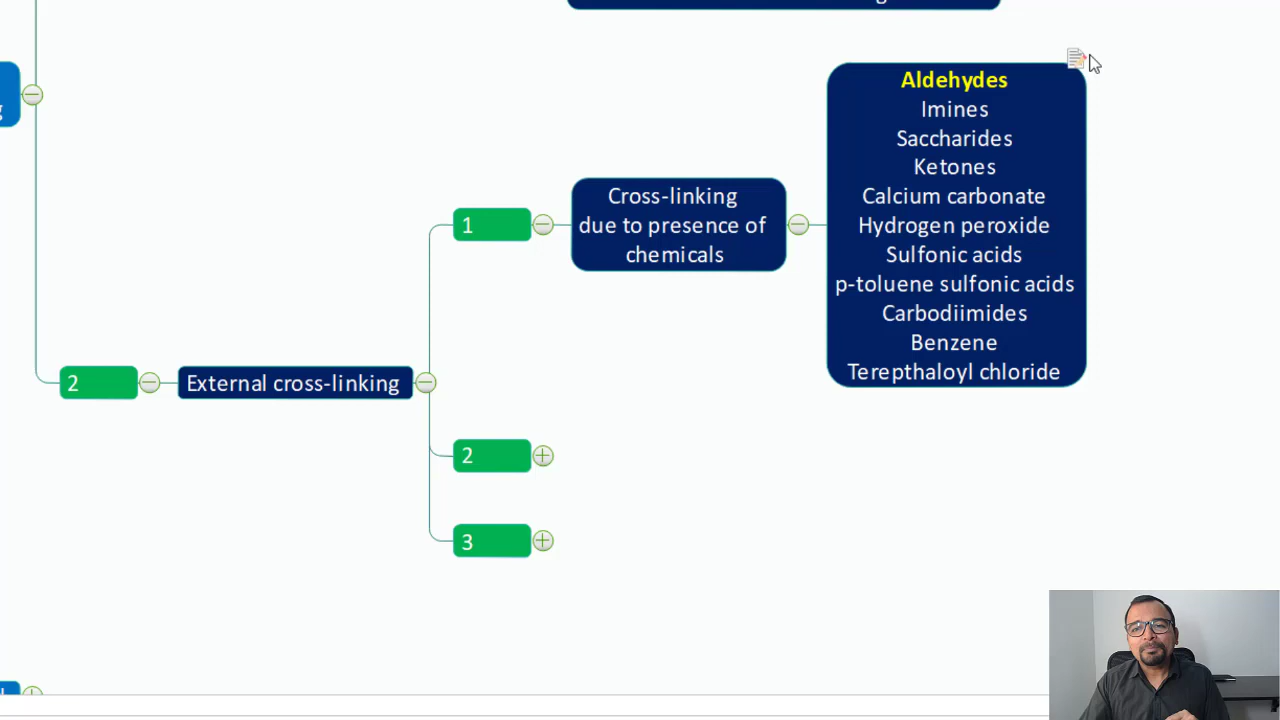 Aldehydes
Imines
Saccharides
Ketones
Calcium carbonate
Hydrogen peroxide
Sulfonic acids
p-toluene sulfonic acids
Carbodiimides
Benzene
Terepthaloyl chloride
1
Cross-linking
due to presence of
chemicals
2
External cross-linking
2
3